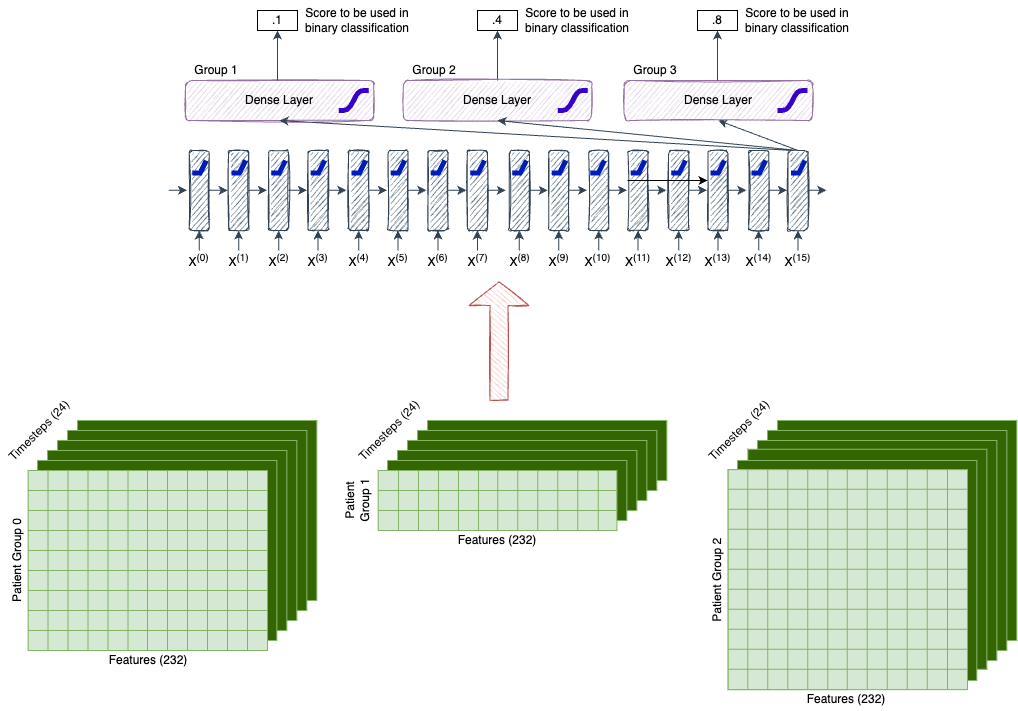 .1
Score to be used in
binary classification
.4
Score to be used in
binary classification
.8
Score to be used in
binary classification
Group 1
Group 2
Group 3
Dense Layer
Dense Layer
Dense Layer
X(0)
X(1)
X(2)
X(3)
X(4)
X(5)
X(6)
X(7)
X(8)
X(9)
X(10)
X(11)
X(12)
X(13)
X(14)
X(15)
Timesteps (24)
Patient Group 0
Features (232)
Timesteps (24)
Patient
Group 1
Features (232)
Timesteps (24)
Patient Group 2
Features (232)